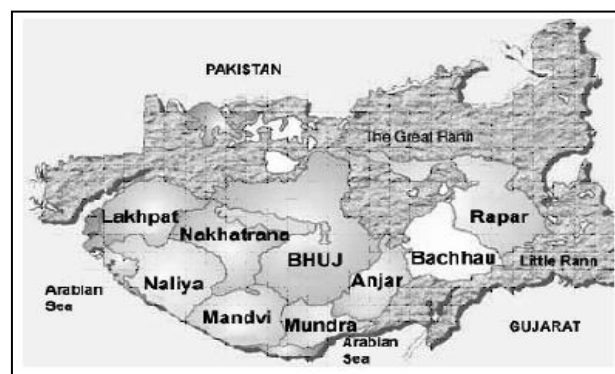 PAKISTAN
The Great Rann
Lakhpat
Rapar
Nakhatrana
Bachhau
BHUJ
Little Rann
Naliya
Anjar
Arabian
Sea
Mandvi
Mundra
GUJARAT
Arabian
Sea